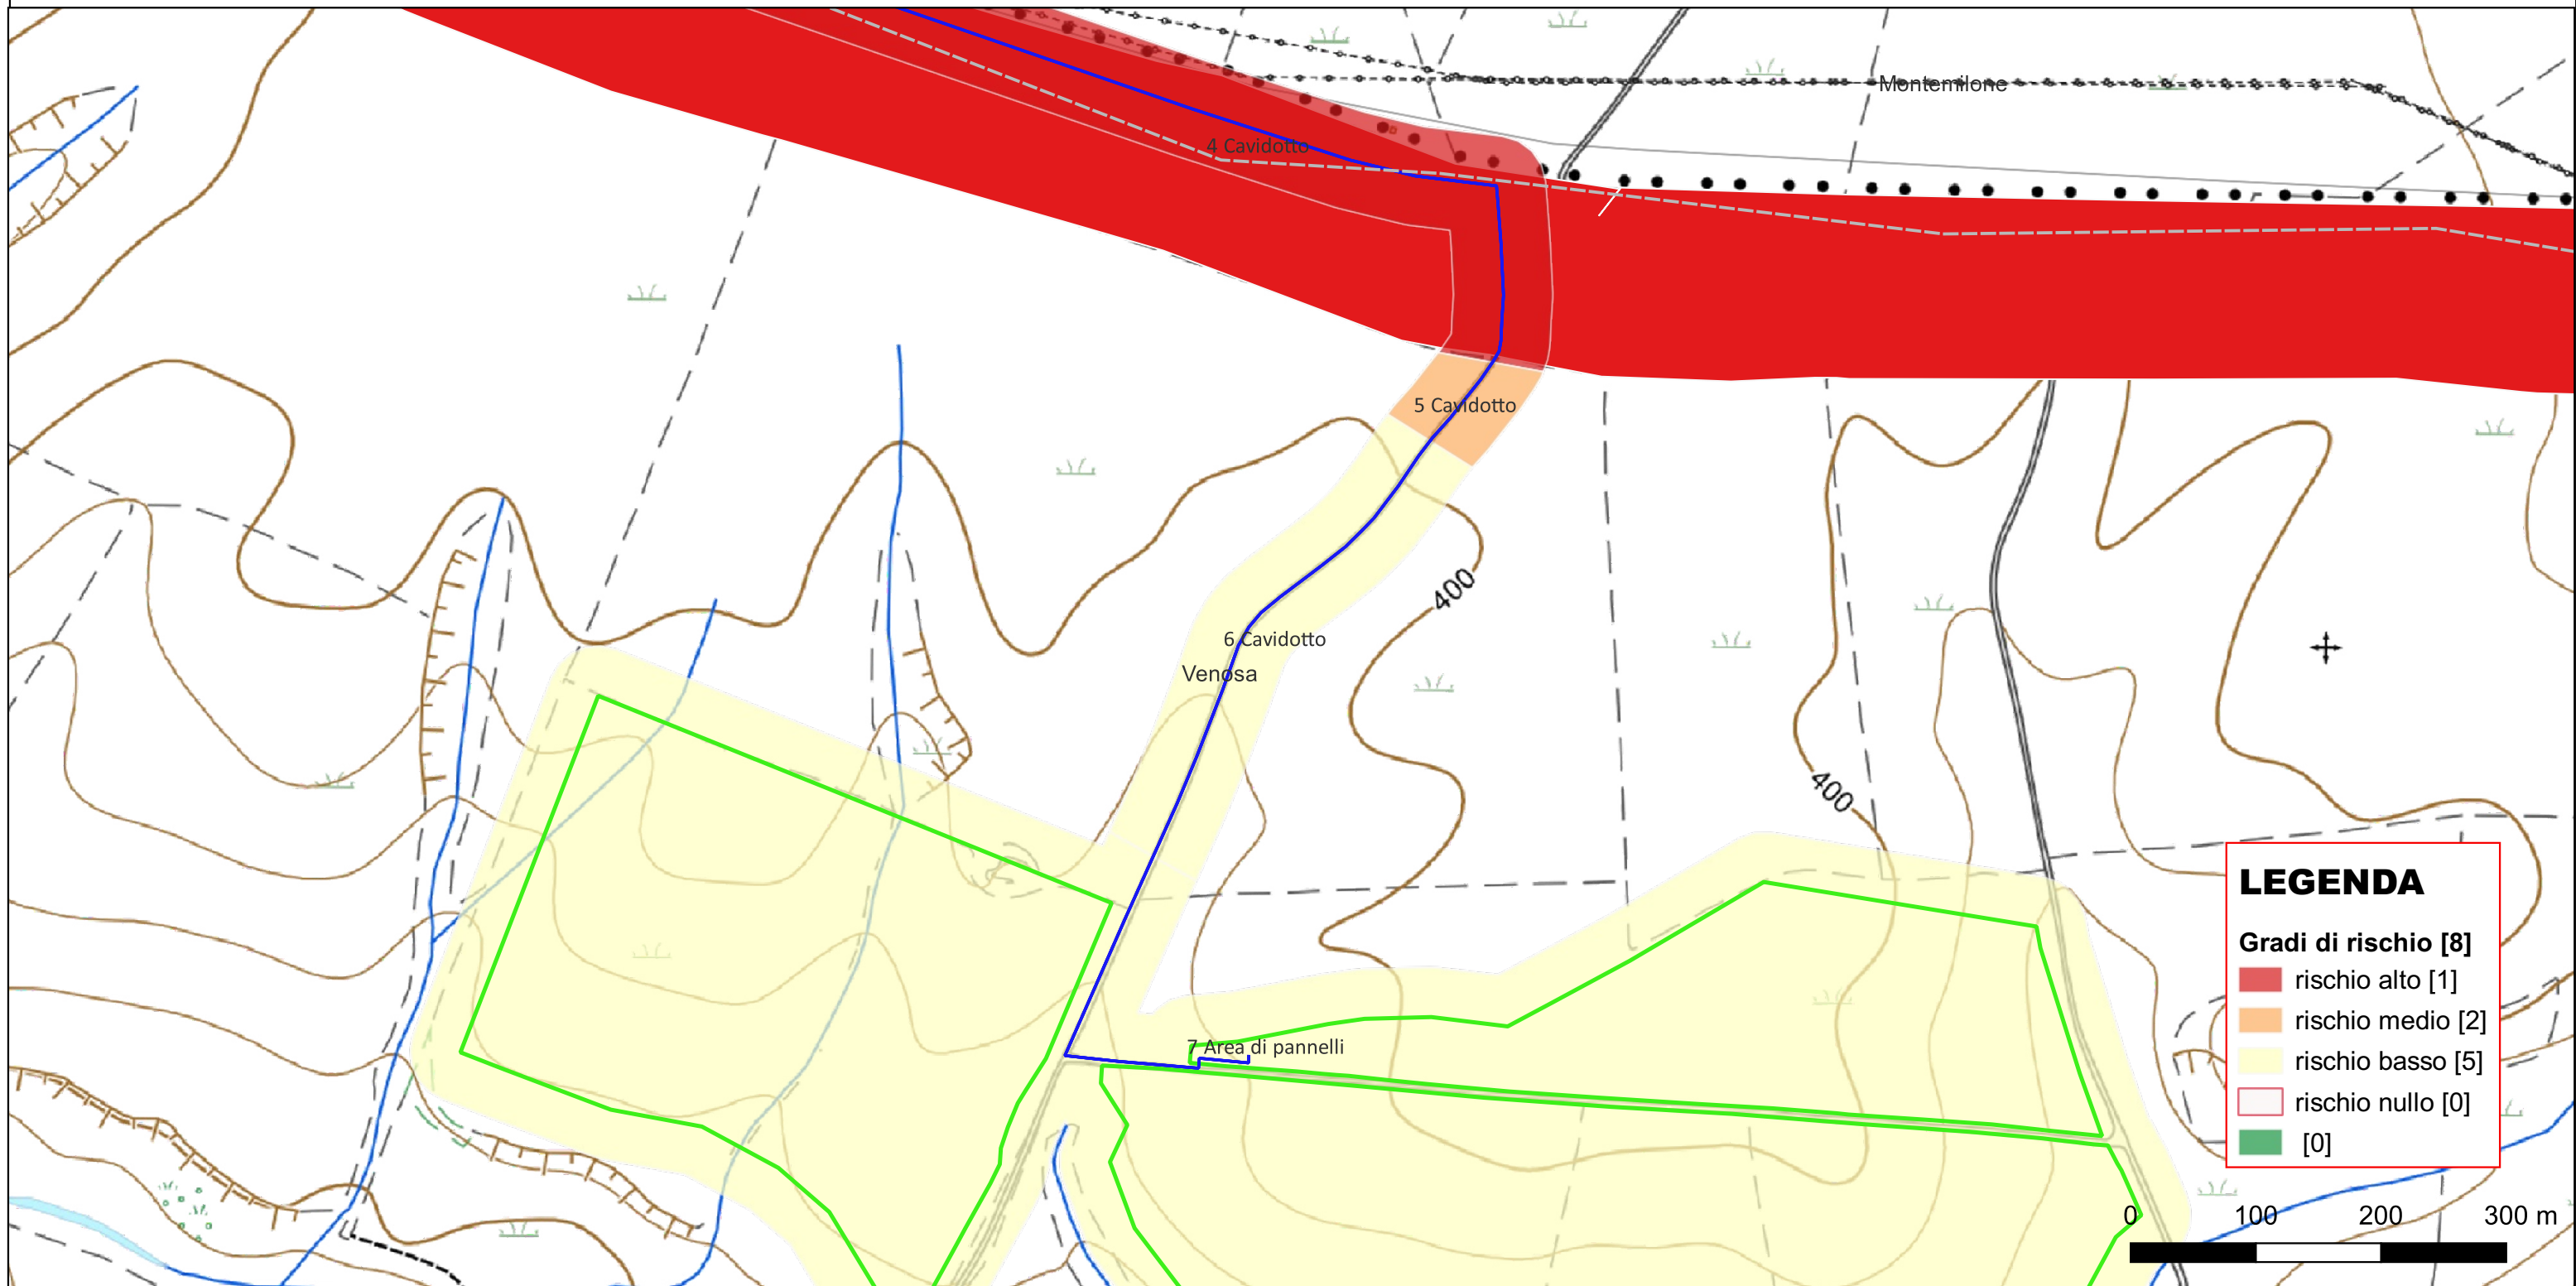 Montemilone
4 Cavidotto
5 Cavidotto
400
6 Cavidotto
Venosa
400
7 Area di pannelli
LEGENDA
Gradi di rischio [8]
rischio alto [1]
rischio medio [2]
rischio basso [5]
rischio nullo [0]
[0]
0 100 200 300 m